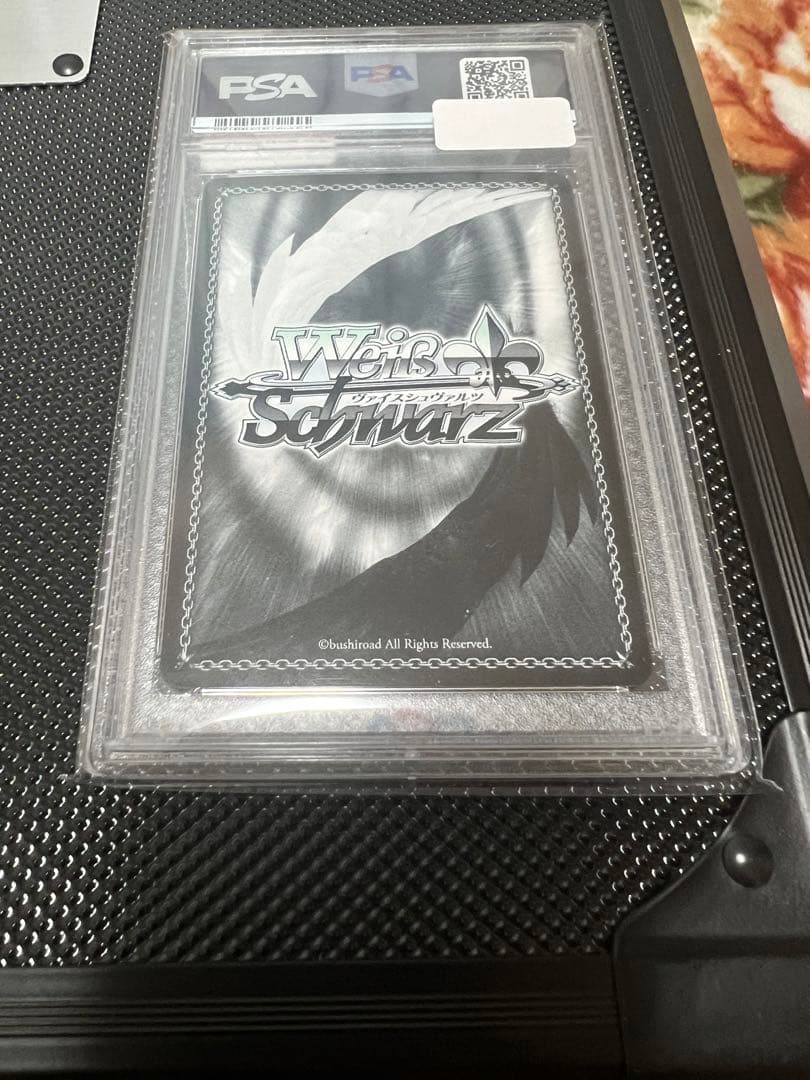 PSA PSA
Weiß
ヴァイスシュヴァルツ
Schwarz
©bushiroad All Rights Reserved.